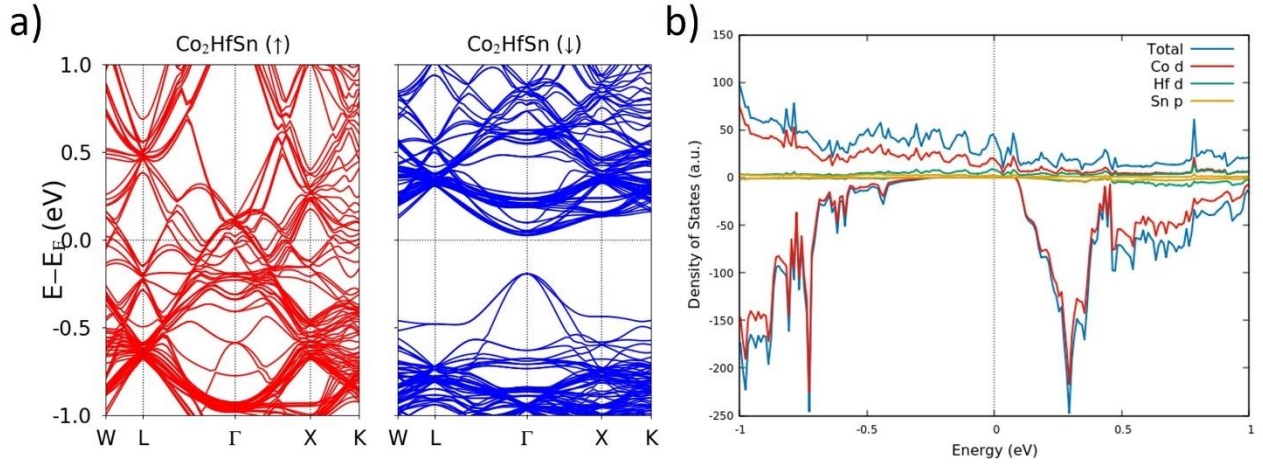 a)
Co₂HfSn (↑)
Co₂HfSn (↓)
E−E_F (eV)
1.0
0.5
0.0
-0.5
-1.0
W L Γ X K
W L Γ X K
b)
Density of States (a.u.)
150
100
50
0
-50
-100
-150
-200
-250
Total
Co d
Hf d
Sn p
-1 -0.5 0 0.5 1
Energy (eV)